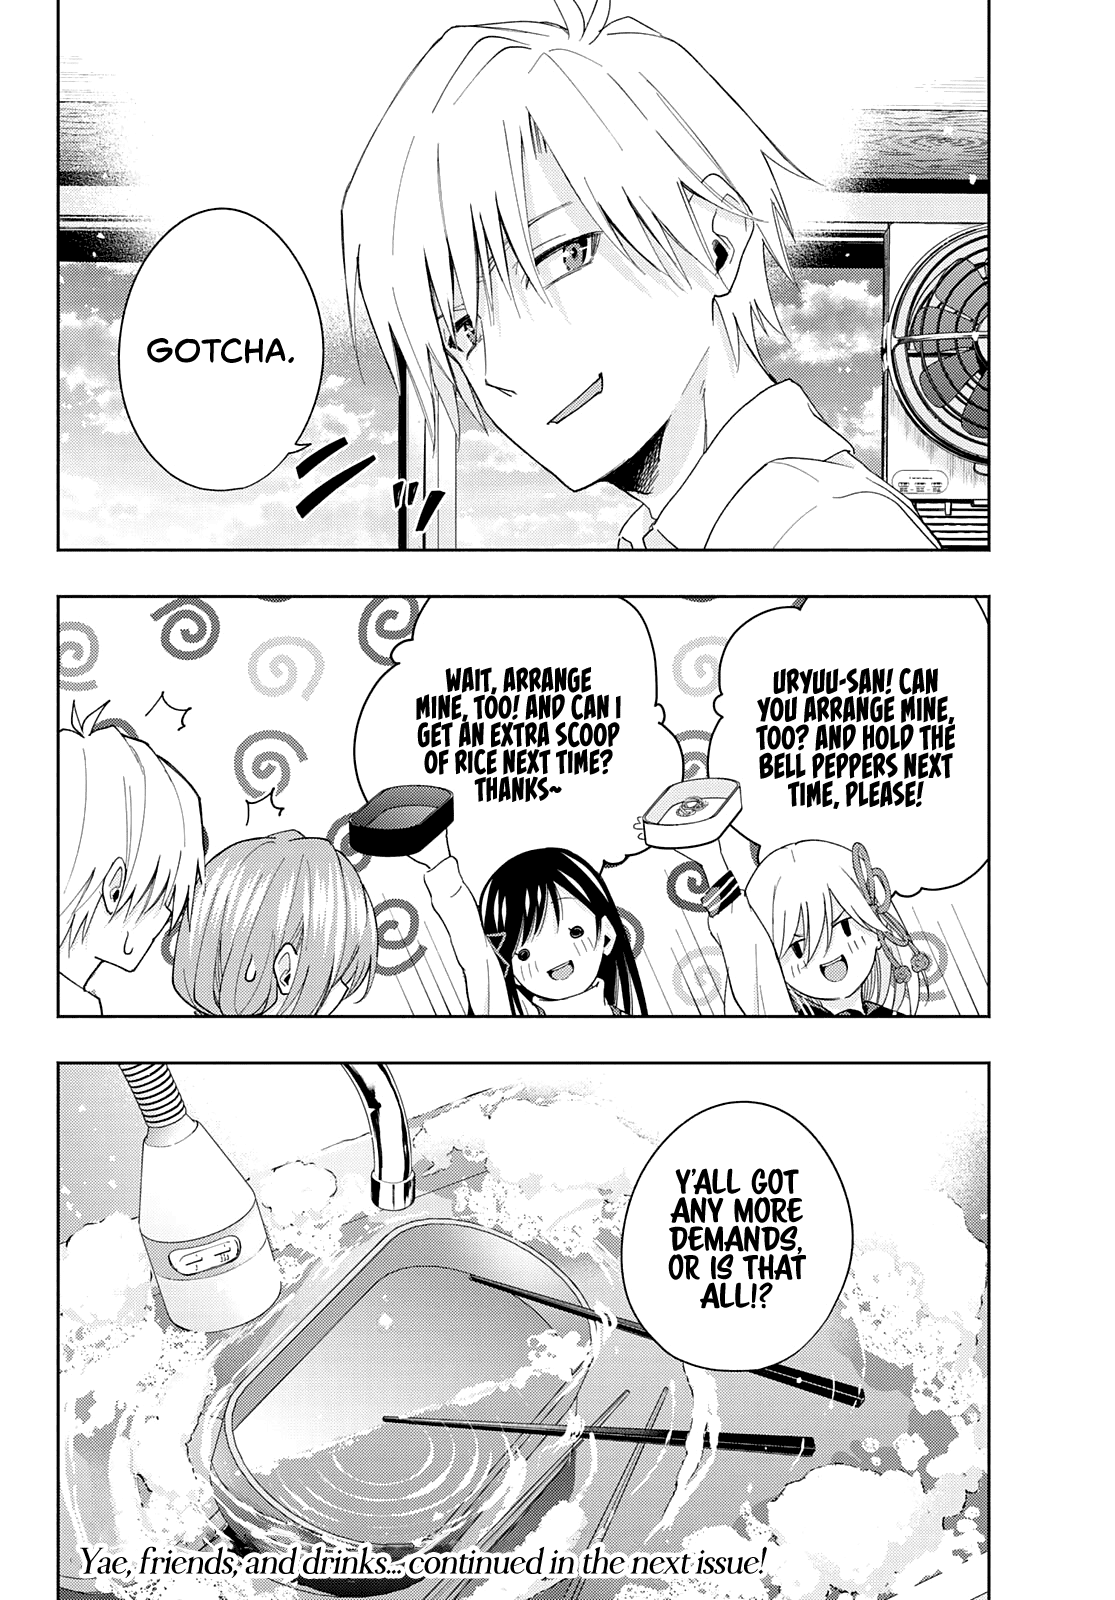 GOTCHA.
URYUU-SAN! CAN
YOU ARRANGE MINE,
TOO? AND HOLD THE
BELL PEPPERS NEXT
TIME, PLEASE!
WAIT, ARRANGE
MINE, TOO! AND CAN I
GET AN EXTRA SCOOP
OF RICE NEXT TIME?
THANKS~
Y'ALL GOT
ANY MORE
DEMANDS,
OR IS THAT
ALL!?
Yae, friends, and drinks... continued in the next issue!